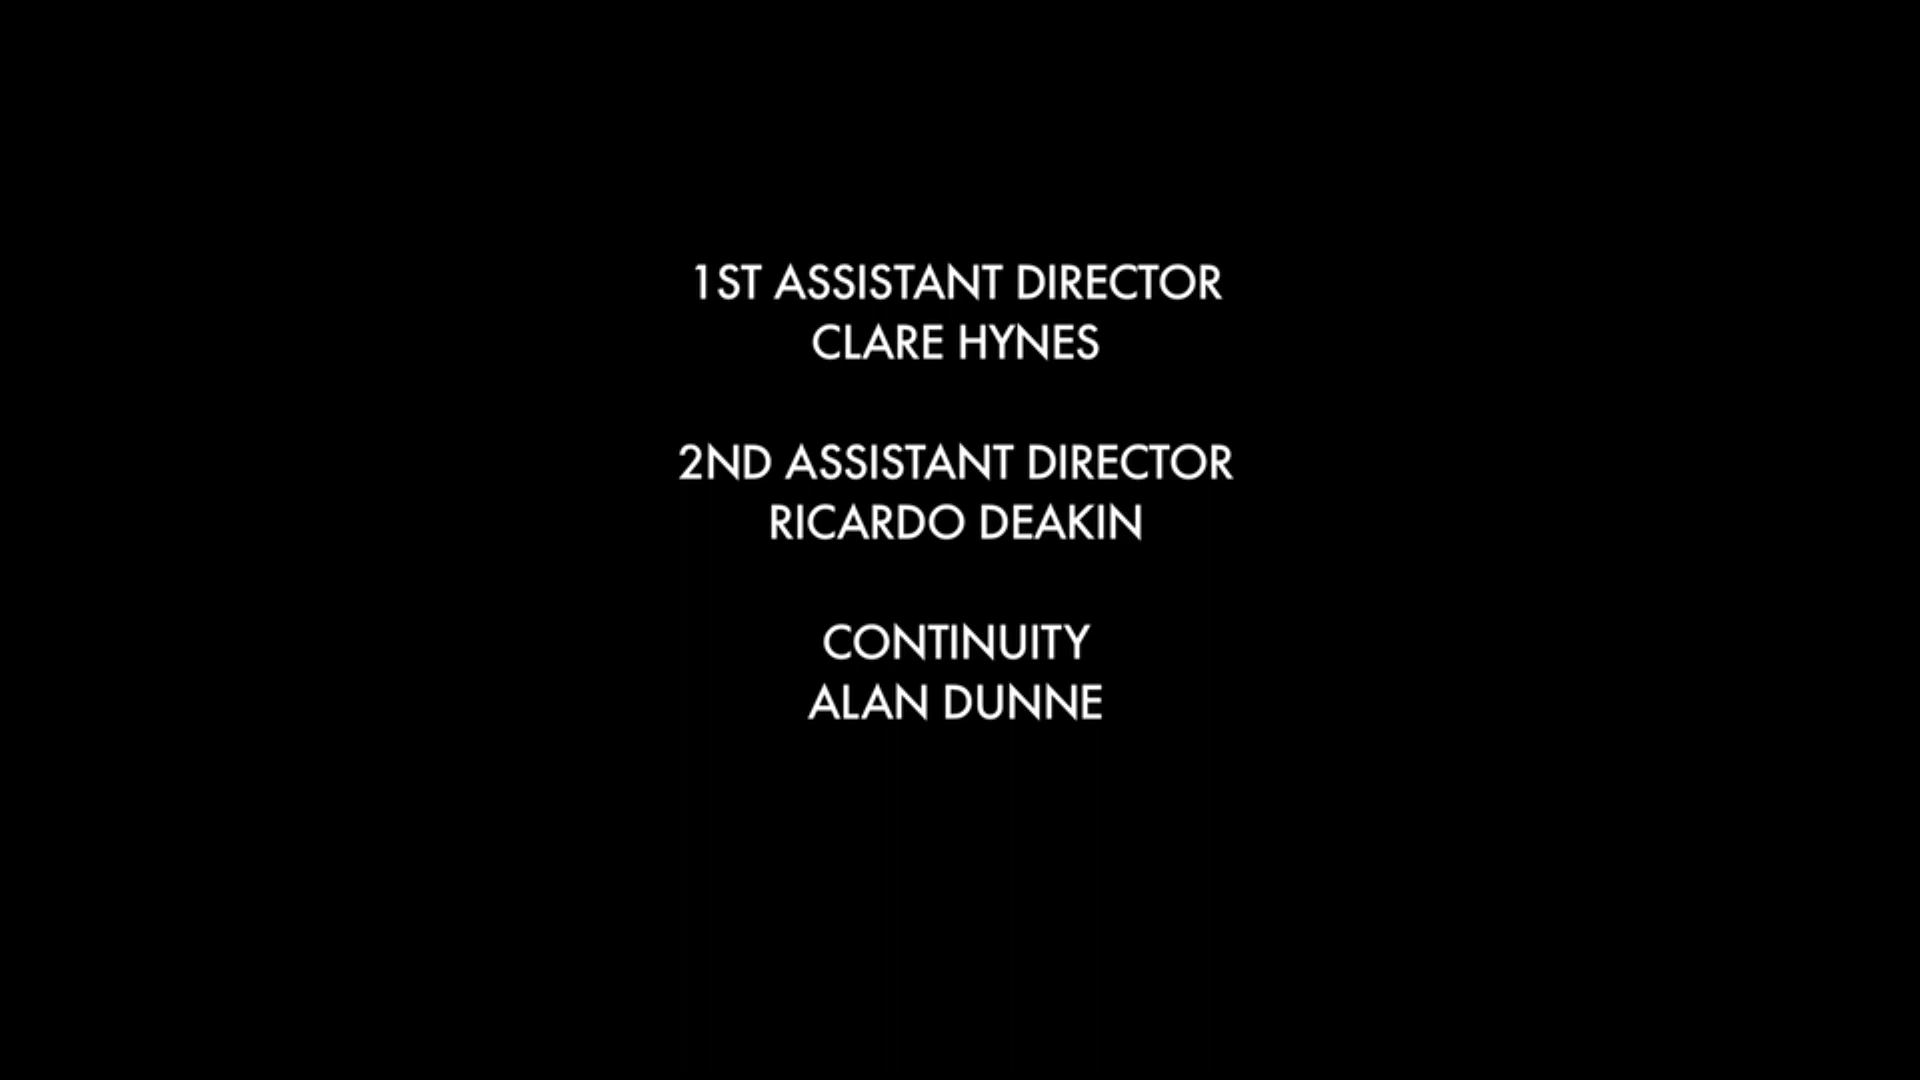 1ST ASSISTANT DIRECTOR
CLARE HYNES
2ND ASSISTANT DIRECTOR
RICARDO DEAKIN
CONTINUITY
ALAN DUNNE